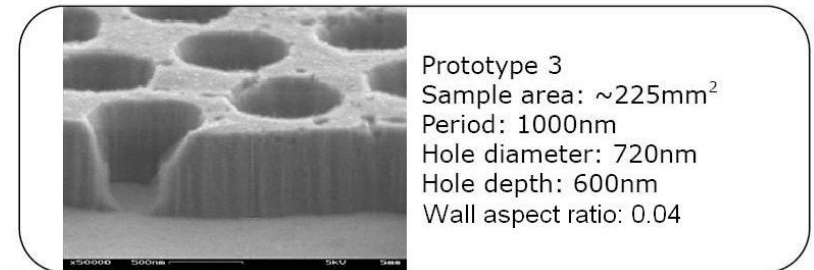 Prototype 3
Sample area: ~225mm²
Period: 1000nm
Hole diameter: 720nm
Hole depth: 600nm
Wall aspect ratio: 0.04
x50000 500nm 5kV 5mm